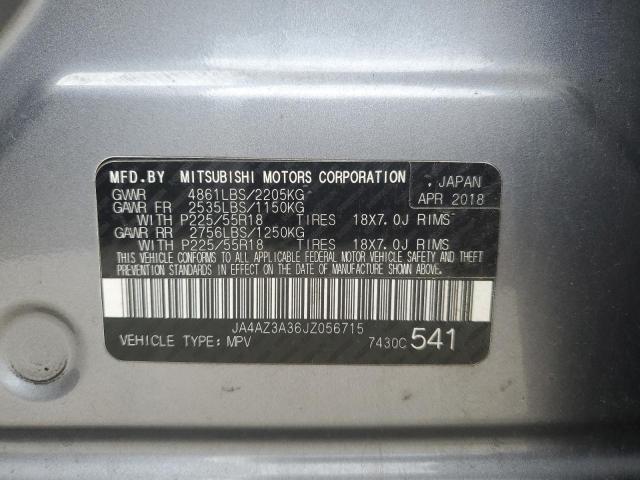 MFD.BY MITSUBISHI MOTORS CORPORATION
GVWR 4861LBS/2205KG
GAWR FR 2535LBS/1150KG
WITH P225/55R18 TIRES 18X7.0J RIMS
GAWR RR 2756LBS/1250KG
WITH P225/55R18 TIRES 18X7.0J RIMS
, JAPAN
APR 2018
THIS VEHICLE CONFORMS TO ALL APPLICABLE FEDERAL MOTOR VEHICLE SAFETY AND THEFT
PREVENTION STANDARDS IN EFFECT ON THE DATE OF MANUFACTURE SHOWN ABOVE.
JA4AZ3A36JZ056715
VEHICLE TYPE: MPV 7430C 541